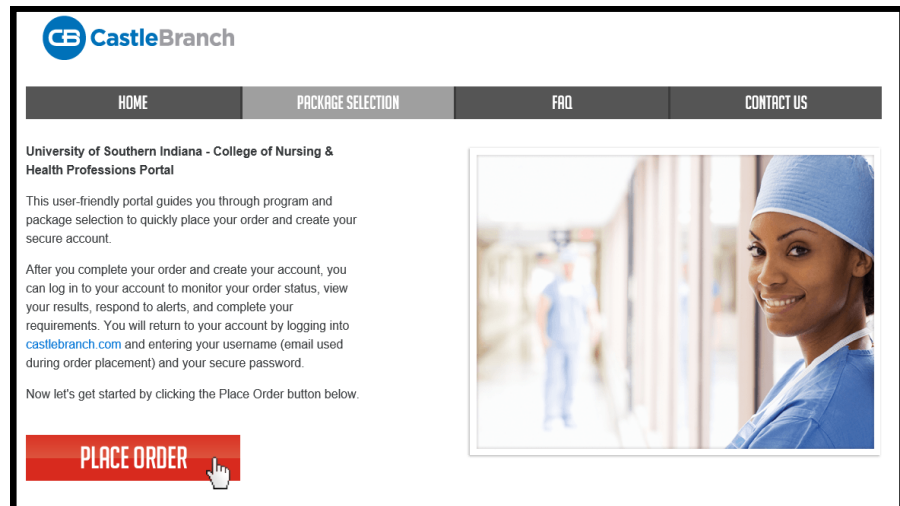 CB CastleBranch
HOME PACKAGE SELECTION FAQ CONTACT US
University of Southern Indiana - College of Nursing &
Health Professions Portal
This user-friendly portal guides you through program and
package selection to quickly place your order and create your
secure account.
After you complete your order and create your account, you
can log in to your account to monitor your order status, view
your results, respond to alerts, and complete your
requirements. You will return to your account by logging into
castlebranch.com and entering your username (email used
during order placement) and your secure password.
Now let's get started by clicking the Place Order button below.
PLACE ORDER